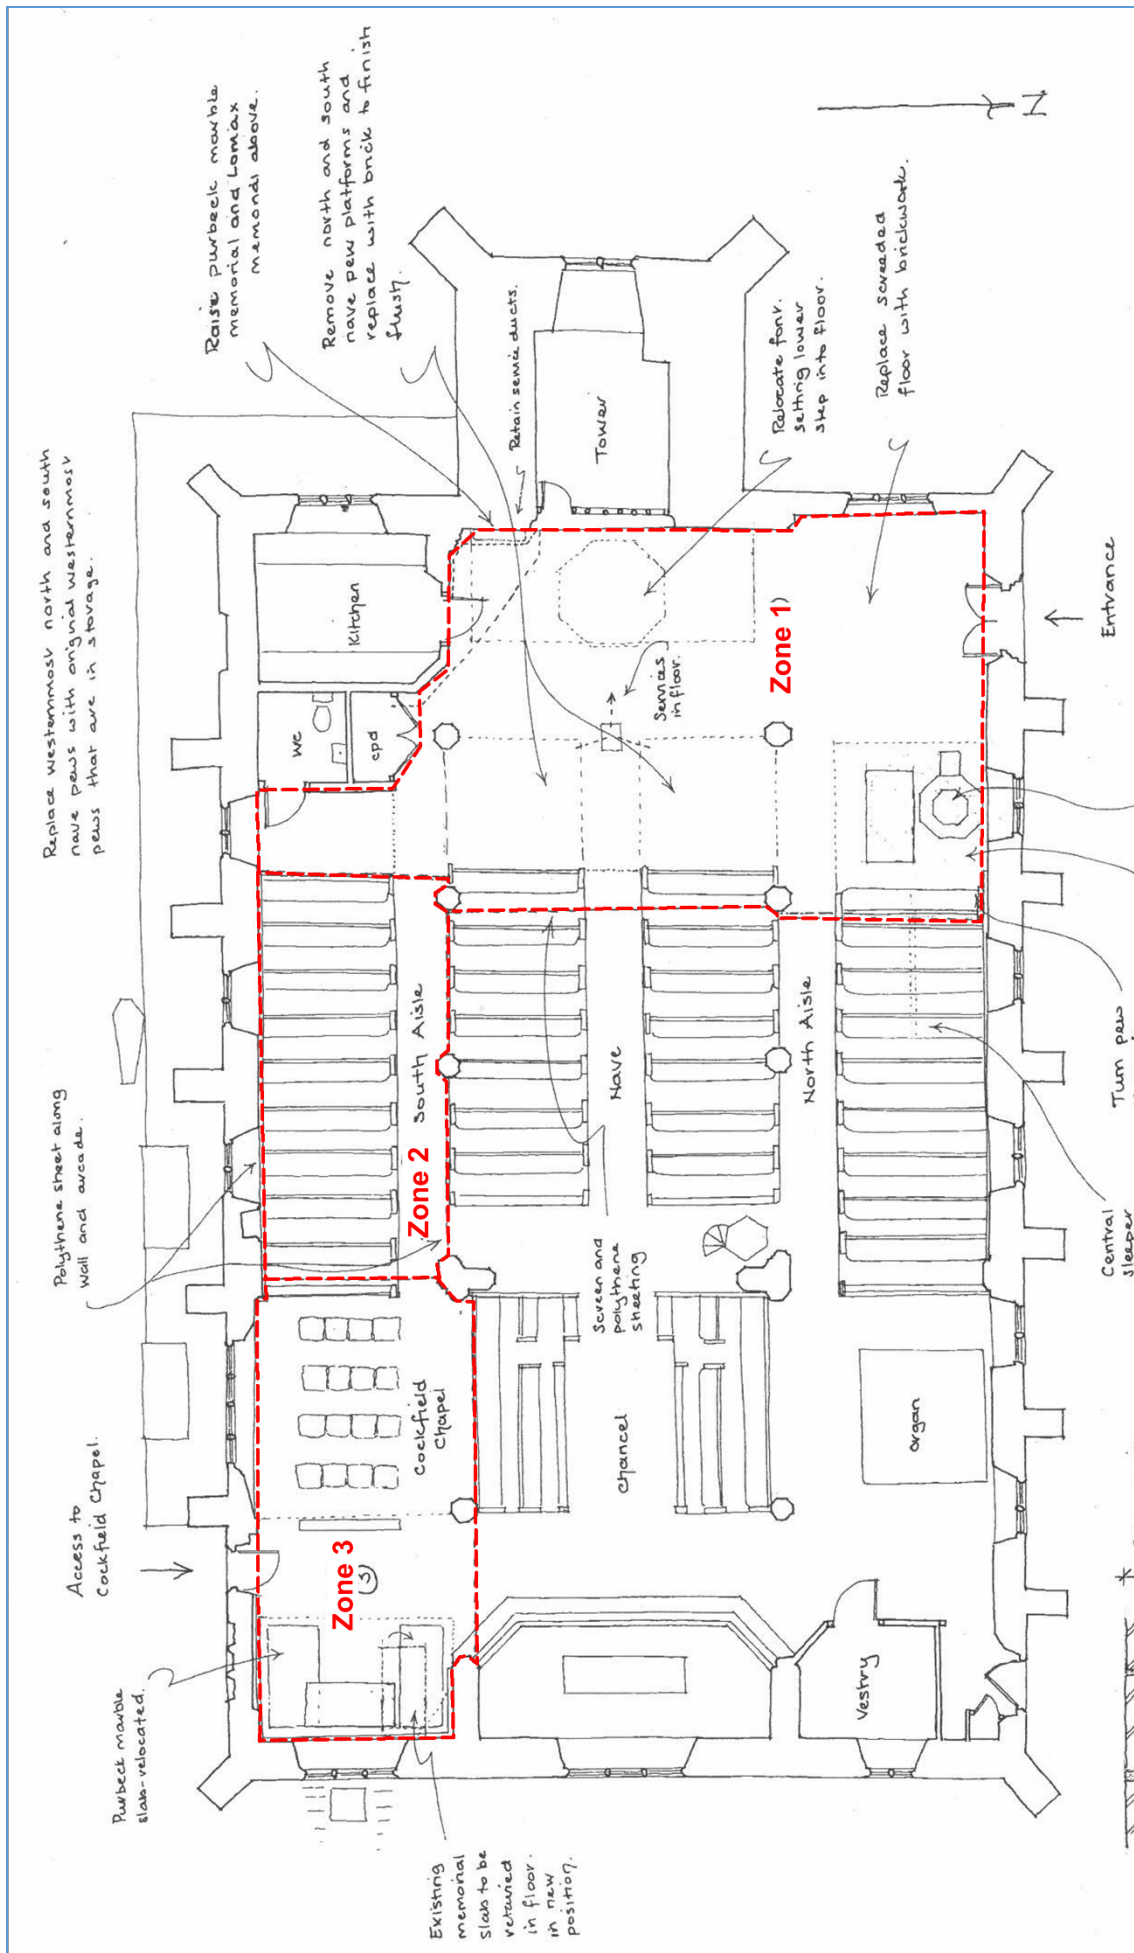 Raise purbeck marble
memorial and Lomax
memorial above.
Remove north and south
nave pew platforms and
replace with brick to finish
flush.
Retain service ducts.
Tower
Relocate font.
setting lower
step into floor.
Replace screeded
floor with brickwork.
N
Replace westernmost north and south
nave pews with original westernmost
pews that are in storage.
Kitchen
WC
cpd
Services
in floor.
Zone 1
Entrance
Polythene sheet along
wall and arcade.
South Aisle
Zone 2
Nave
North Aisle
Screen and
polythene
sheeting
Turn pew
Central
sleeper
Access to
Cockfield Chapel.
Cockfield
Chapel
Chancel
Organ
Zone 3
Purbeck marble
slab-relocated.
Vestry
Existing
memorial
slab to be
retained
in floor.
in new
position.